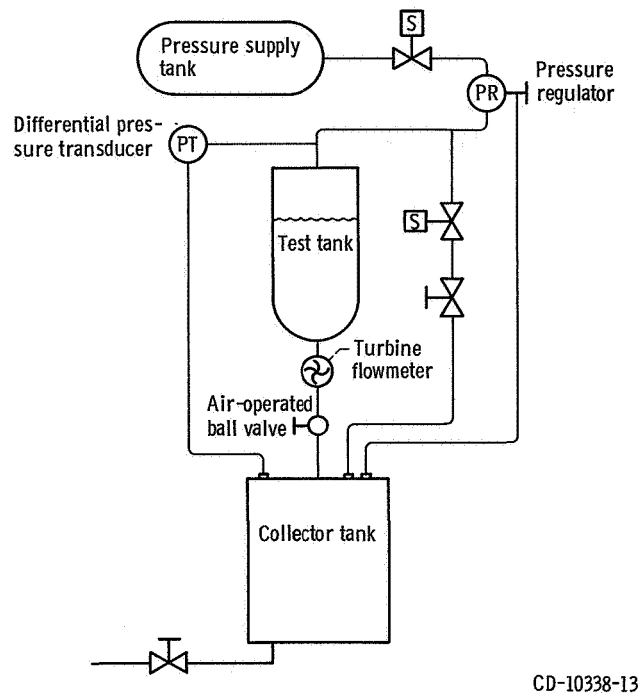 S
Pressure supply
tank
Pressure
regulator
PR
Differential pres-
sure transducer
PT
S
Test tank
Turbine
flowmeter
Air-operated
ball valve
Collector tank
CD-10338-13